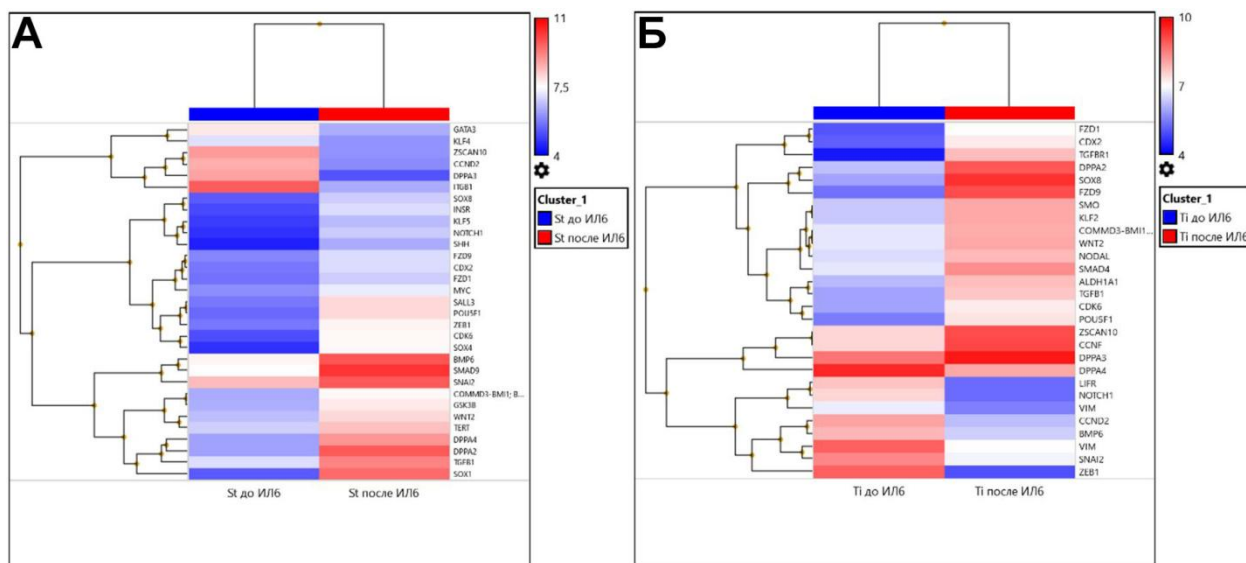 А
11
7,5
4
GATA3
KLF4
ZSCAN10
CCND2
DPPA3
ITGB1
SOX8
INSR
KLF5
NOTCH1
SHH
FZD9
CDX2
FZD1
MYC
SALL3
POU5F1
ZEB1
CDK6
SOX4
BMP6
SMAD9
SNAI2
COMMD3-BMI1; B...
GSK3B
WNT2
TERT
DPPA4
DPPA2
TGFB1
SOX1
Cluster_1
St до ИЛ6
St после ИЛ6
St до ИЛ6 St после ИЛ6
Б
10
7
4
FZD1
CDX2
TGFBR1
DPPA2
SOX8
FZD9
SMO
KLF2
COMMD3-BMI1...
WNT2
NODAL
SMAD4
ALDH1A1
TGFB1
CDK6
POU5F1
ZSCAN10
CCNF
DPPA3
DPPA4
LIFR
NOTCH1
VIM
CCND2
BMP6
VIM
SNAI2
ZEB1
Cluster_1
Ti до ИЛ6
Ti после ИЛ6
Ti до ИЛ6 Ti после ИЛ6